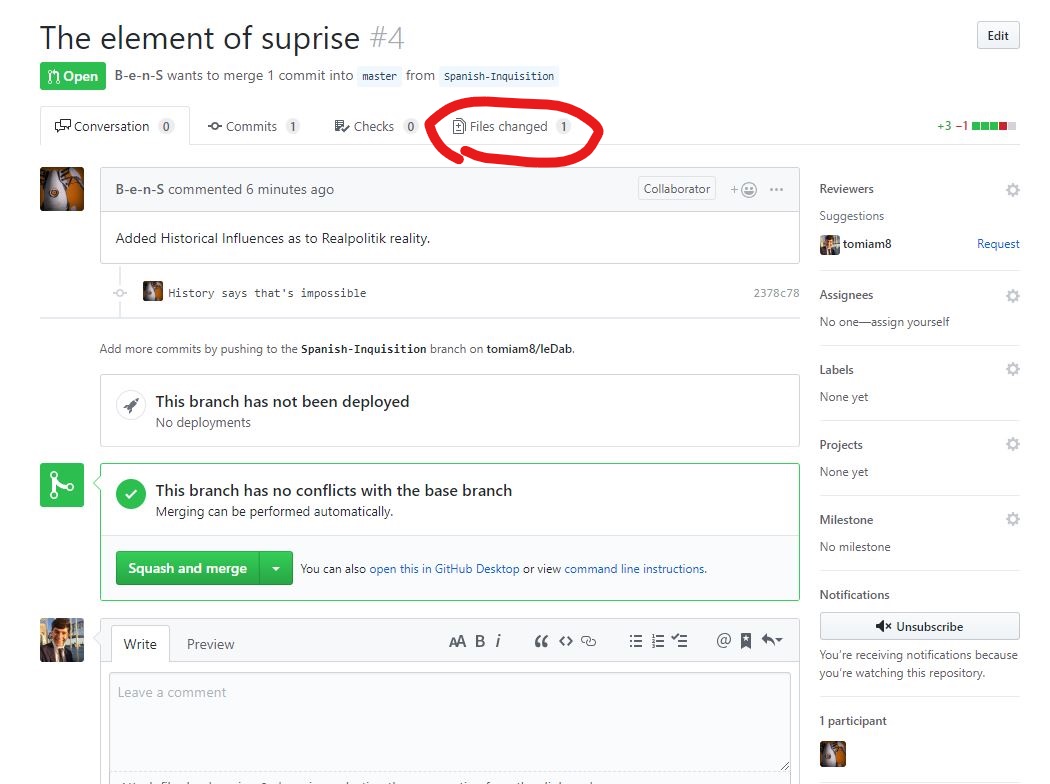 The element of suprise #4
Edit
Open B-e-n-S wants to merge 1 commit into master from Spanish-Inquisition
Conversation 0 Commits 1 Checks 0 Files changed 1 +3 −1
B-e-n-S commented 6 minutes ago Collaborator
Added Historical Influences as to Realpolitik reality.
History says that's impossible 2378c78
Add more commits by pushing to the Spanish-Inquisition branch on tomiam8/leDab.
This branch has not been deployed
No deployments
This branch has no conflicts with the base branch
Merging can be performed automatically.
Squash and merge You can also open this in GitHub Desktop or view command line instructions.
Write Preview
Leave a comment
Reviewers
Suggestions
tomiam8 Request
Assignees
No one—assign yourself
Labels
None yet
Projects
None yet
Milestone
No milestone
Notifications
Unsubscribe
You're receiving notifications because
you're watching this repository.
1 participant